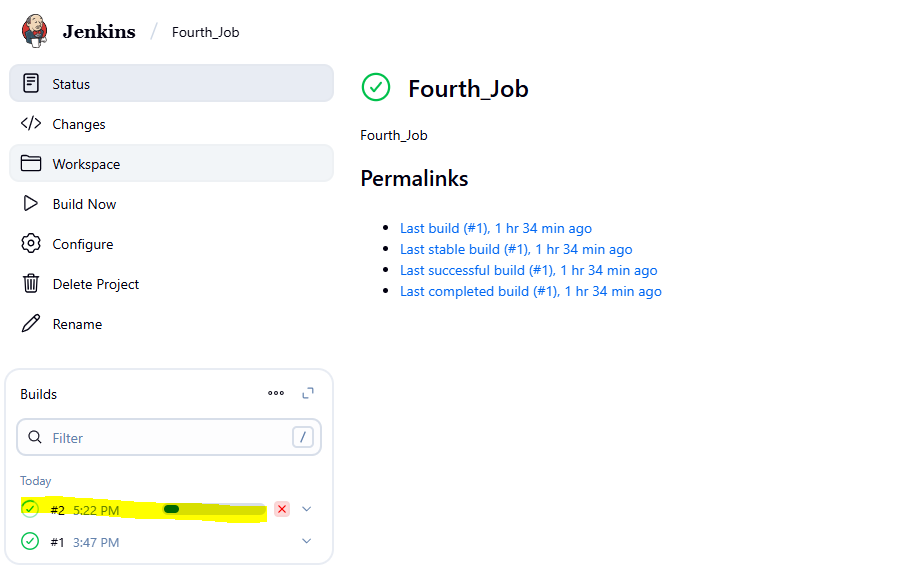 Jenkins / Fourth_Job
Status
Changes
Workspace
Build Now
Configure
Delete Project
Rename
Fourth_Job
Fourth_Job
Permalinks
Last build (#1), 1 hr 34 min ago
Last stable build (#1), 1 hr 34 min ago
Last successful build (#1), 1 hr 34 min ago
Last completed build (#1), 1 hr 34 min ago
Builds
Filter /
Today
#2 5:22 PM
#1 3:47 PM